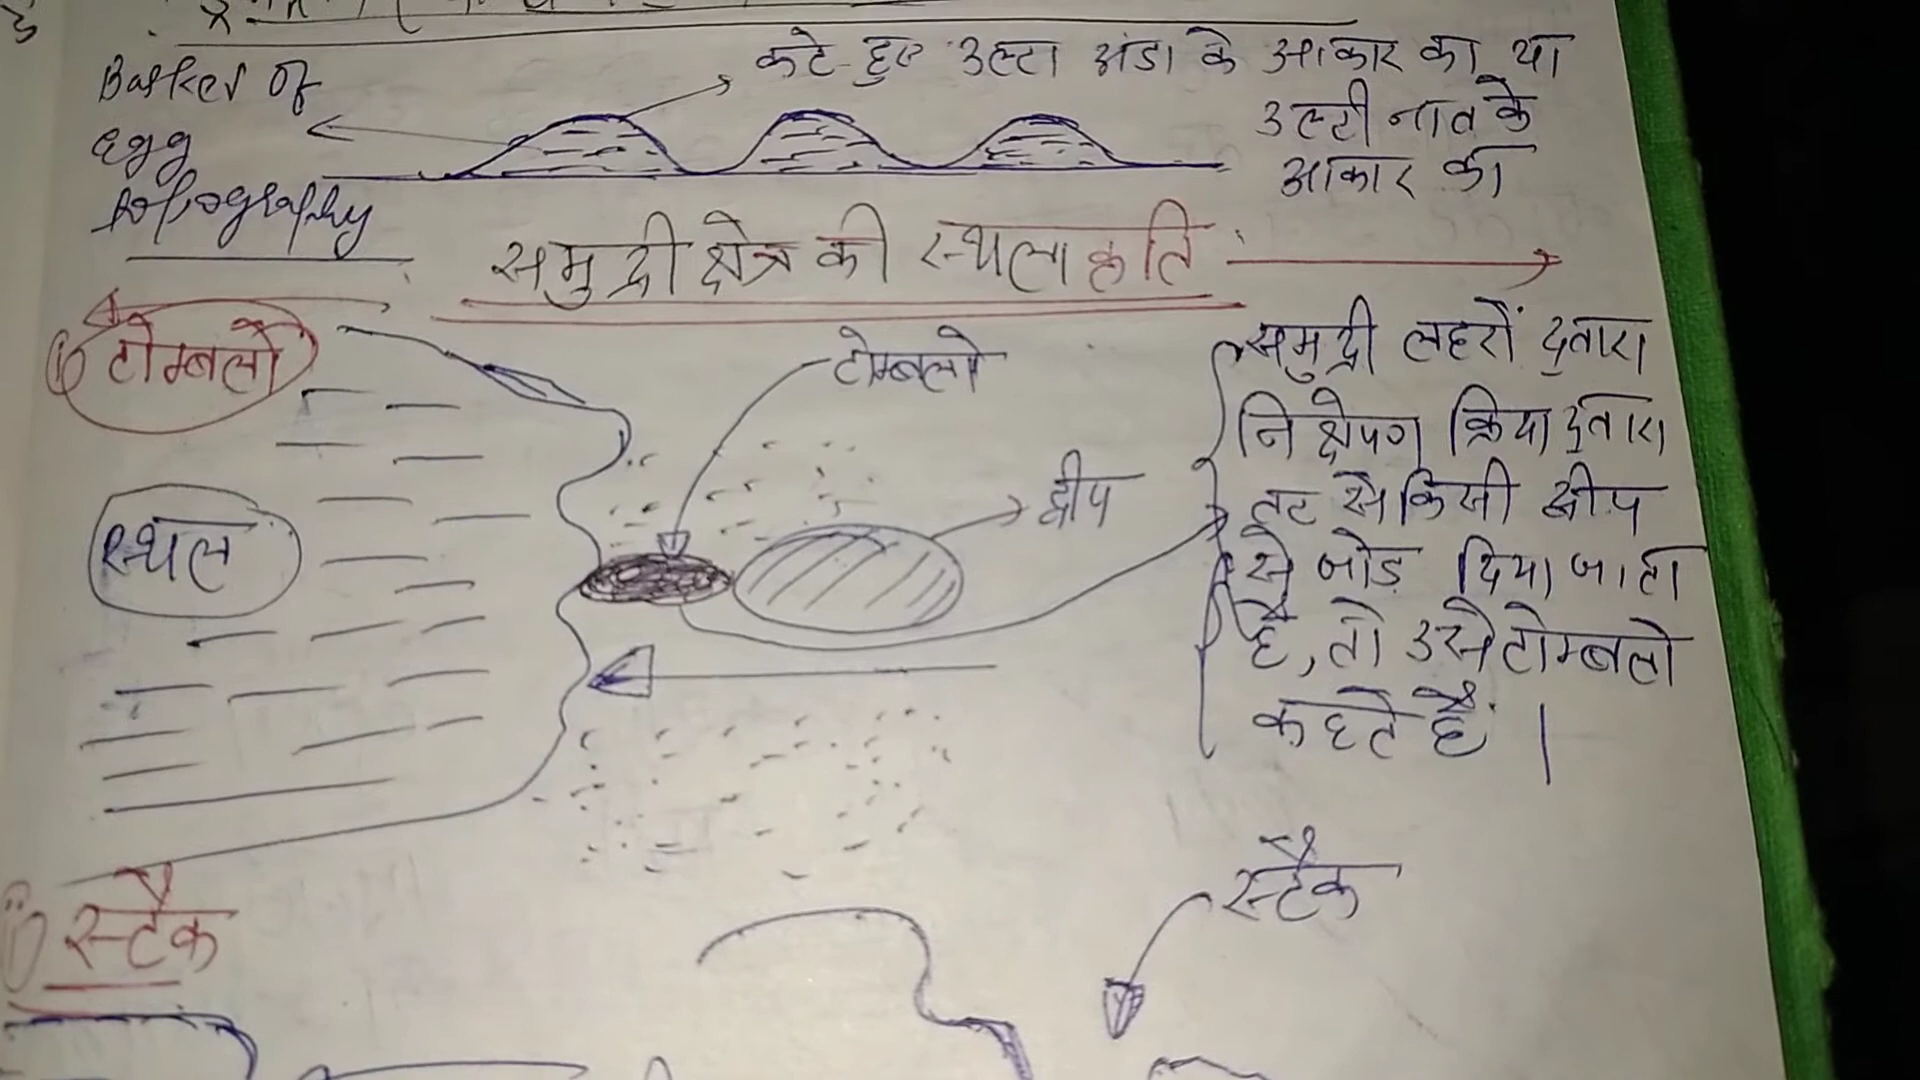 Basket of
egg
topography
कटे हुए उल्टा अंडा के आकार का या
उल्टी नाव के
आकार का
समुद्री क्षेत्र की स्थलाकृति
i) टोम्बलो
टोम्बलो
द्वीप
स्थल
समुद्री लहरों द्वारा
निक्षेपण क्रिया द्वारा
तट से किसी द्वीप
से जोड़ दिया जाता
है, तो उसे टोम्बलो
कहते हैं |
ii) स्टैक
स्टैक